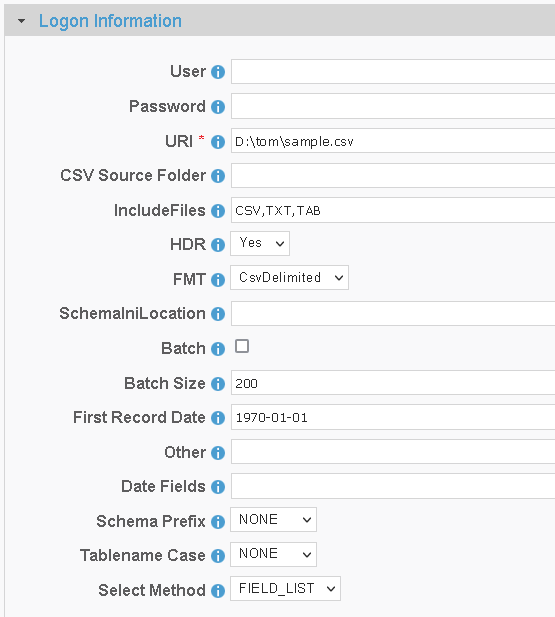 Logon Information
User
Password
URI * D:\tom\sample.csv
CSV Source Folder
IncludeFiles CSV,TXT,TAB
HDR Yes
FMT CsvDelimited
SchemaIniLocation
Batch
Batch Size 200
First Record Date 1970-01-01
Other
Date Fields
Schema Prefix NONE
Tablename Case NONE
Select Method FIELD_LIST